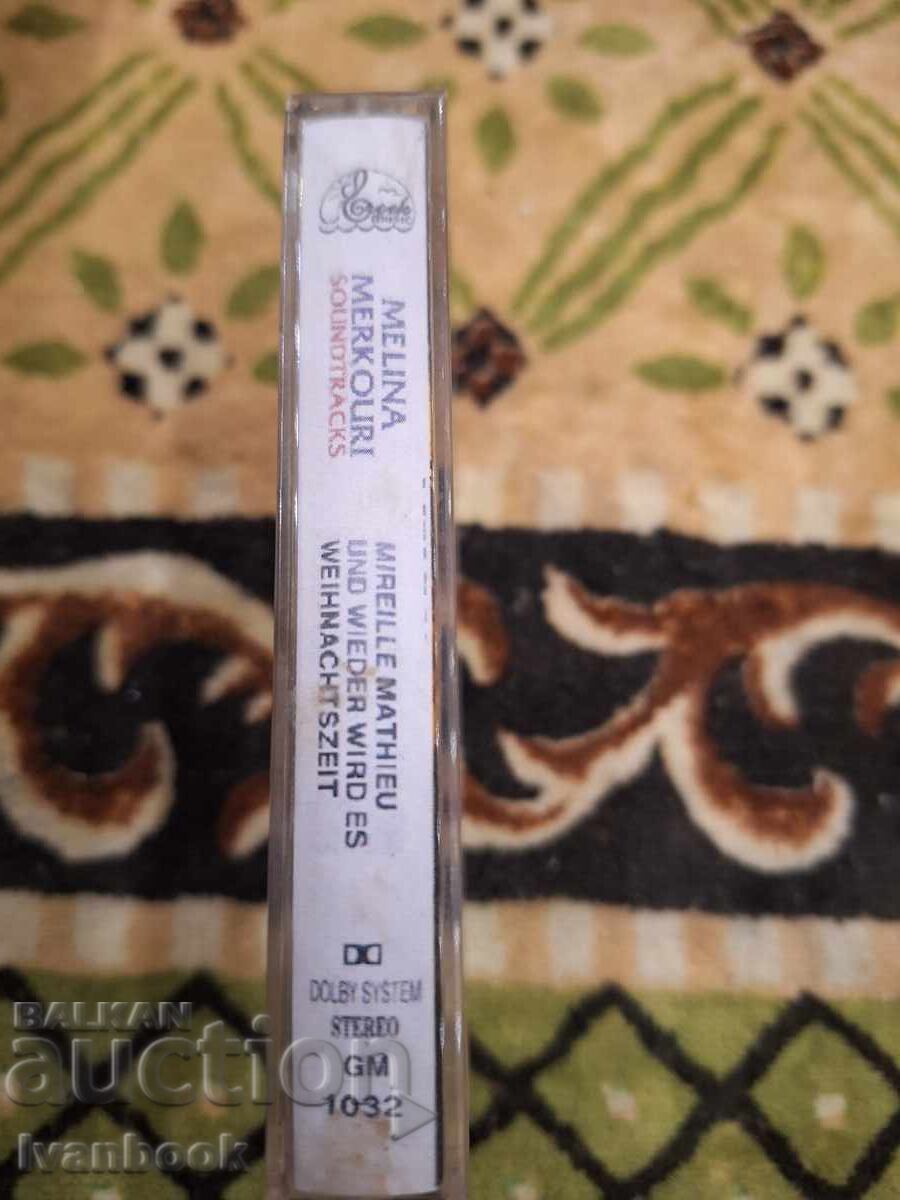 MELINA
MERKOURI
SOUNDTRACKS
MIREILLE MATHIEU
UND WIEDER WIRD ES
WEIHNACHTSZEIT
DOLBY SYSTEM
STEREO
GM
1032
BALKAN
auction
Ivanbook